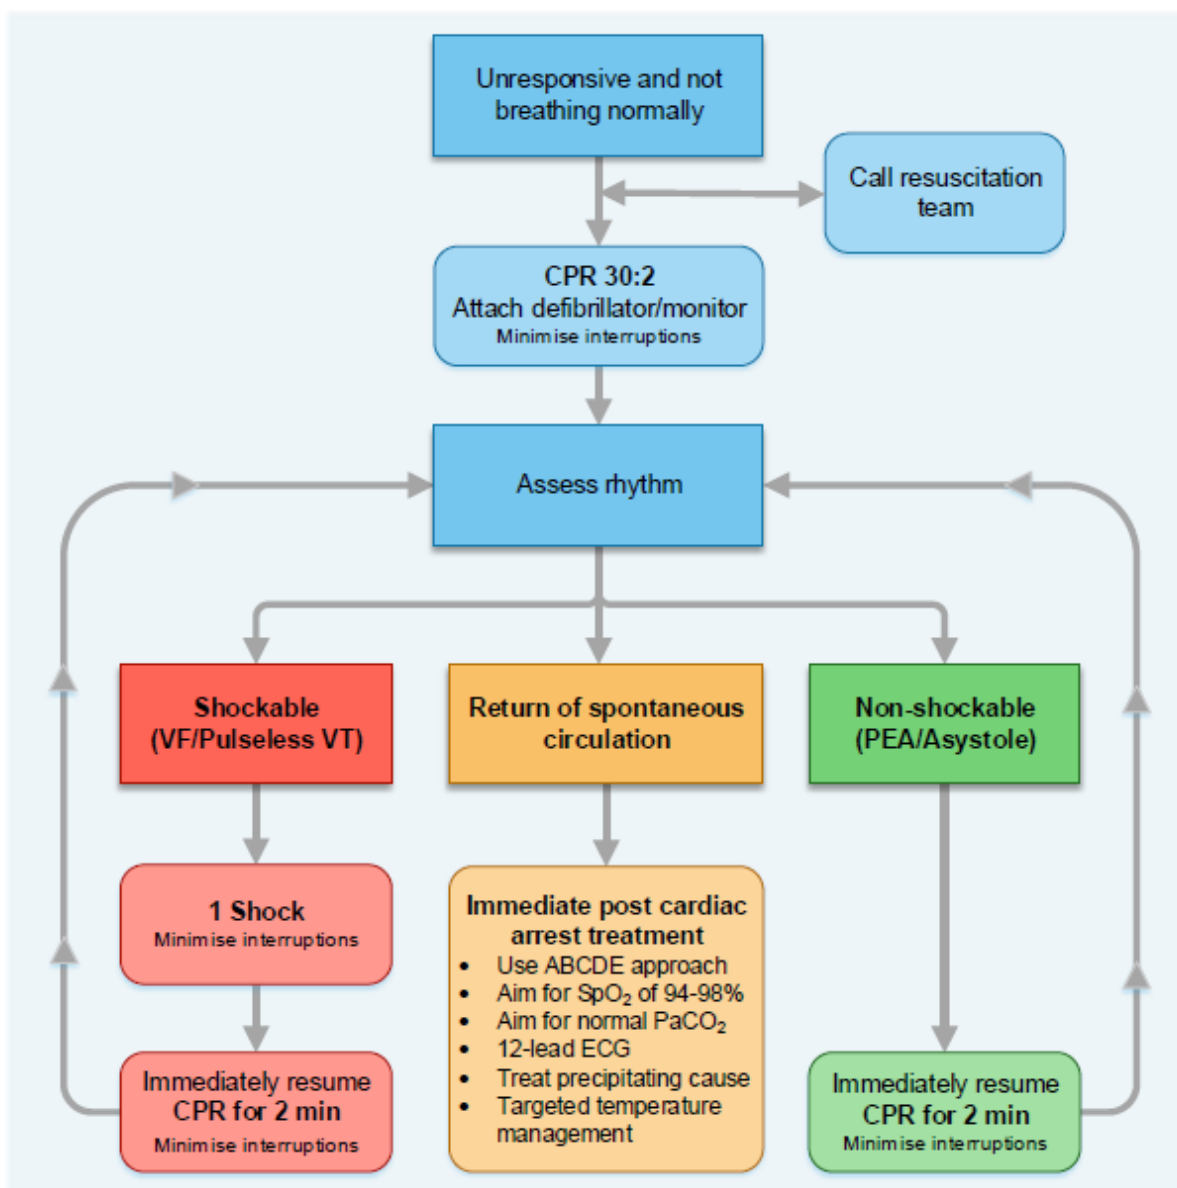 Unresponsive and not
breathing normally
Call resuscitation
team
CPR 30:2
Attach defibrillator/monitor
Minimise interruptions
Assess rhythm
Shockable
(VF/Pulseless VT)
Return of spontaneous
circulation
Non-shockable
(PEA/Asystole)
1 Shock
Minimise interruptions
Immediate post cardiac
arrest treatment
• Use ABCDE approach
• Aim for SpO₂ of 94-98%
• Aim for normal PaCO₂
• 12-lead ECG
• Treat precipitating cause
• Targeted temperature
management
Immediately resume
CPR for 2 min
Minimise interruptions
Immediately resume
CPR for 2 min
Minimise interruptions